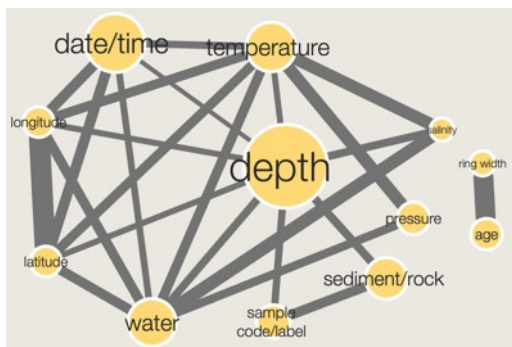 date/time
temperature
longitude
salinity
depth
ring width
pressure
age
latitude
sediment/rock
sample
code/label
water